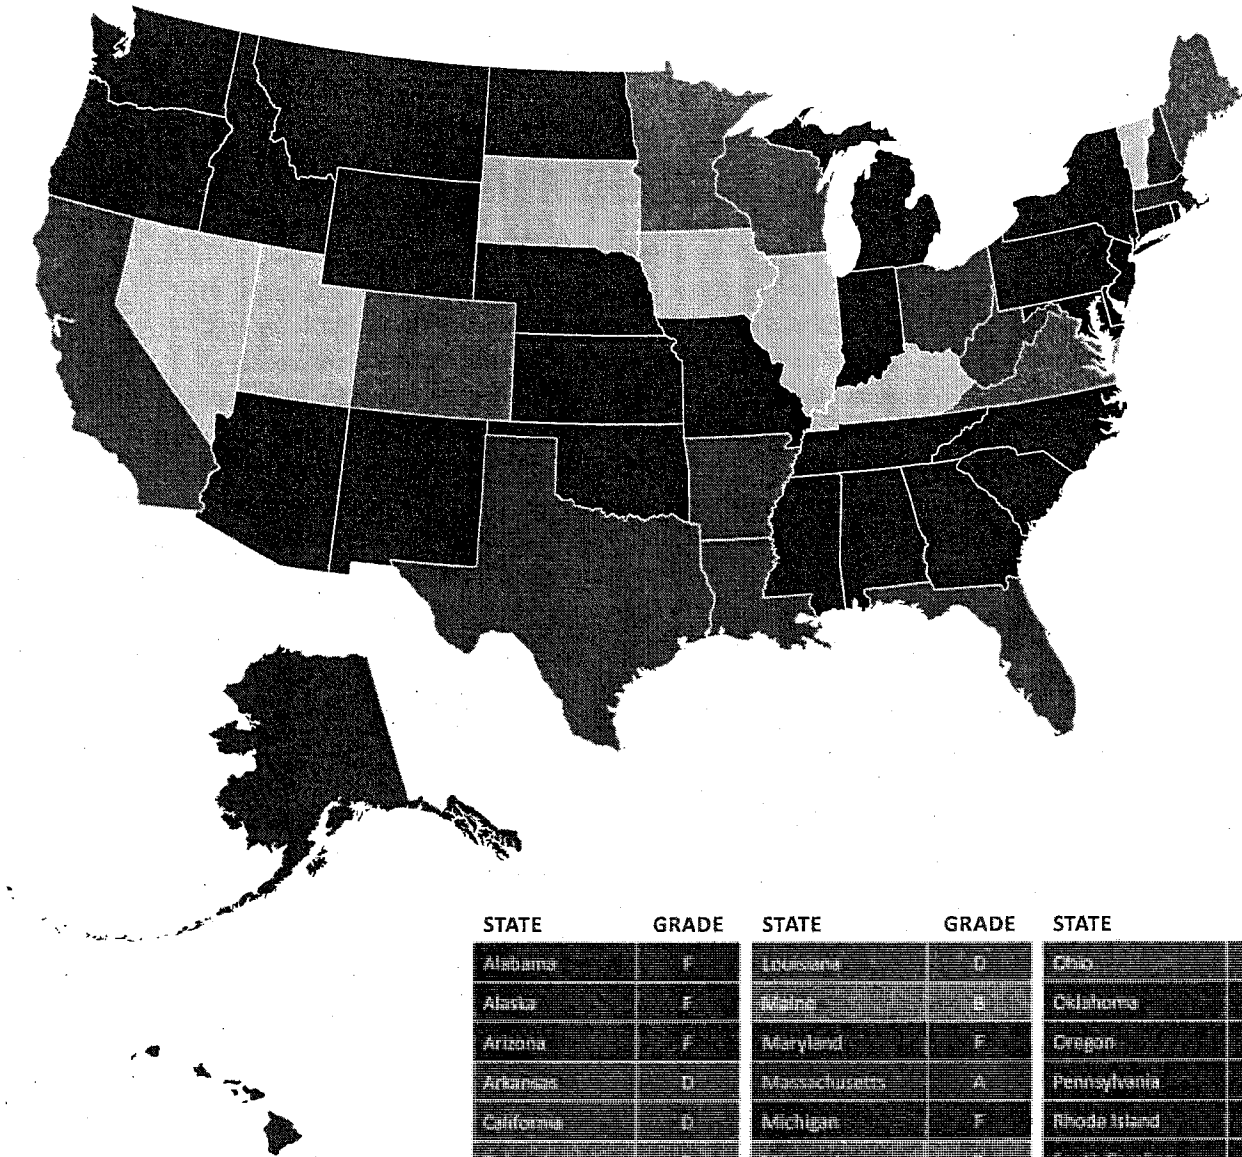 STATE GRADE STATE GRADE STATE
Alabama F Louisiana D Ohio
Alaska F Maine B Oklahoma
Arizona F Maryland F Oregon
Arkansas D Massachusetts A Pennsylvania
California D Michigan F Rhode Island